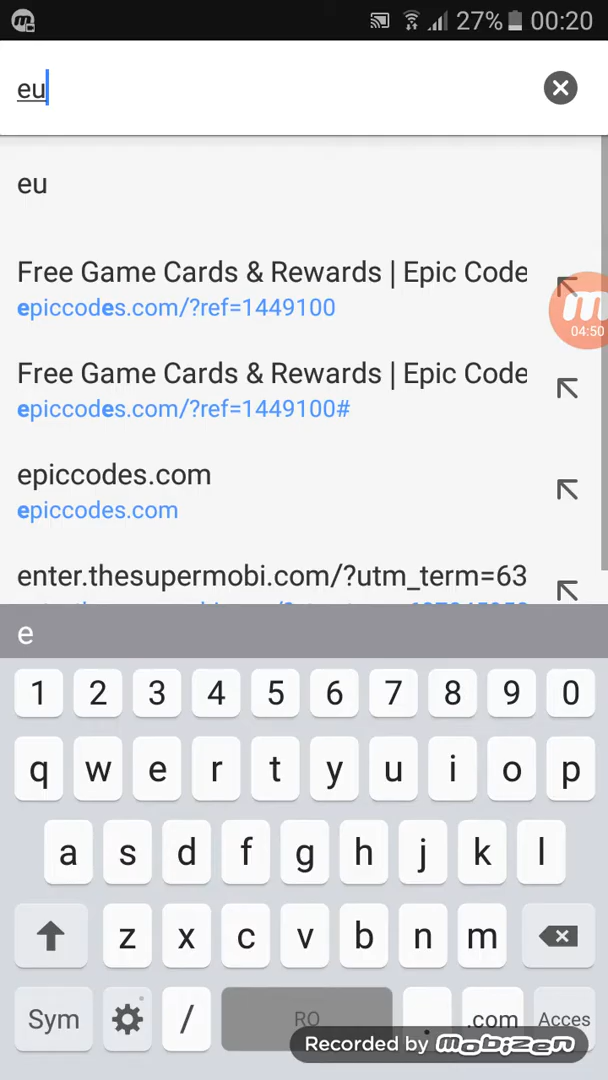 27% 00:20
eu
eu
Free Game Cards & Rewards | Epic Code
epiccodes.com/?ref=1449100
04:50
Free Game Cards & Rewards | Epic Code
epiccodes.com/?ref=1449100#
epiccodes.com
epiccodes.com
enter.thesupermobi.com/?utm_term=63
e
1 2 3 4 5 6 7 8 9 0
q w e r t y u i o p
a s d f g h j k l
z x c v b n m
Sym / RO . .com Acces
Recorded by mobizen